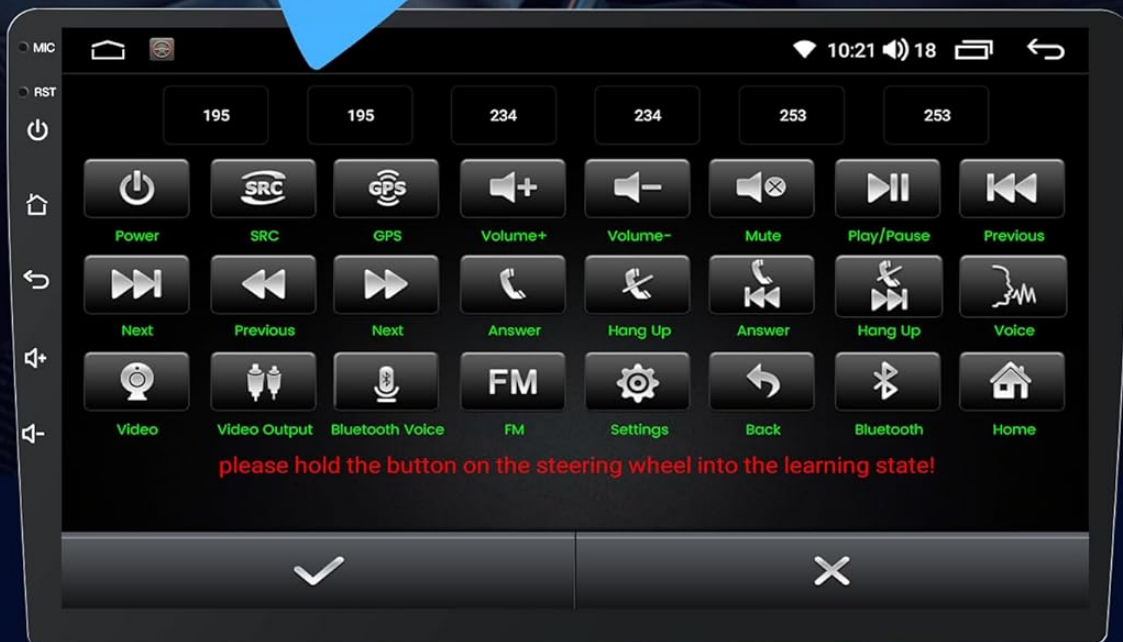 MIC
10:21 18
RST
195 195 234 234 253 253
SRC GPS
Power SRC GPS Volume+ Volume- Mute Play/Pause Previous
Next Previous Next Answer Hang Up Answer Hang Up Voice
FM
Video Video Output Bluetooth Voice FM Settings Back Bluetooth Home
please hold the button on the steering wheel into the learning state!